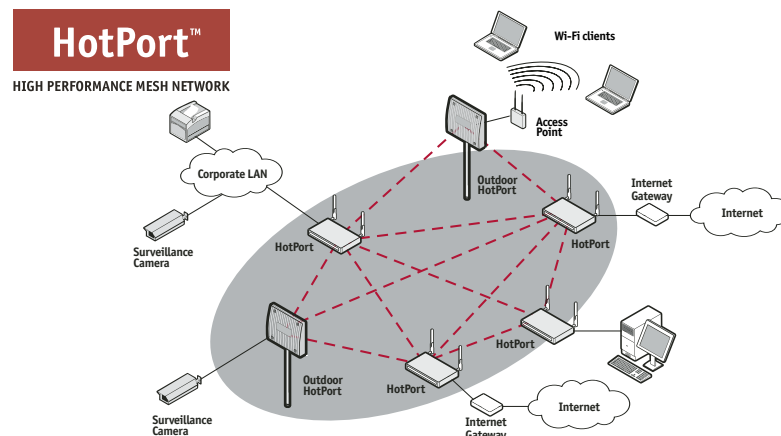 HotPort™
HIGH PERFORMANCE MESH NETWORK
Wi-Fi clients
Access
Point
Corporate LAN
Outdoor
HotPort
Internet
Gateway
Internet
HotPort
HotPort
Surveillance
Camera
HotPort
Outdoor
HotPort
HotPort
Internet
Surveillance
Camera
Internet
Gateway